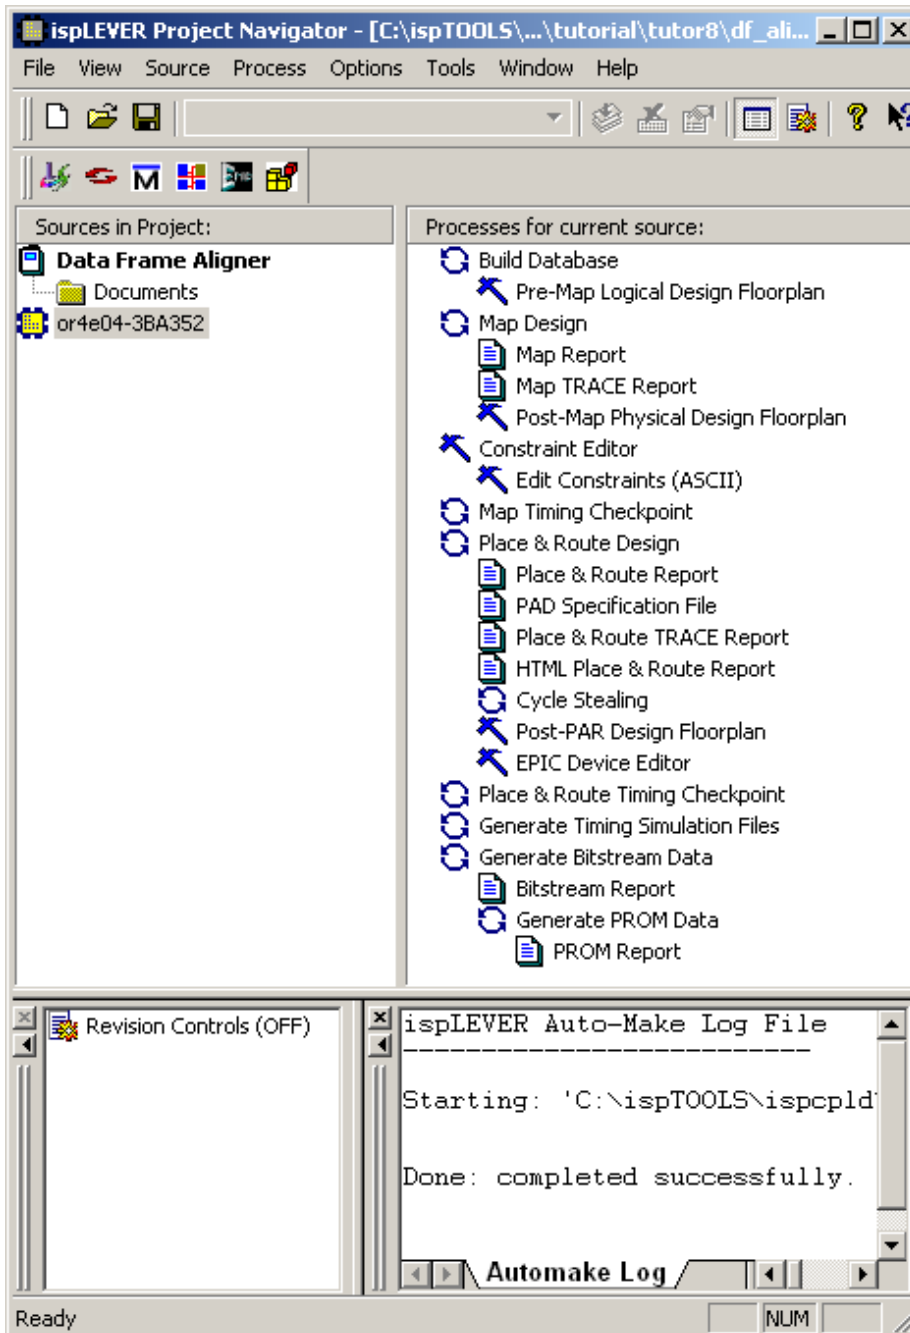 ispLEVER Project Navigator - [C:\ispTOOLS\...\tutorial\tutor8\df_ali...
File View Source Process Options Tools Window Help
Sources in Project:
Data Frame Aligner
Documents
or4e04-3BA352
Processes for current source:
Build Database
Pre-Map Logical Design Floorplan
Map Design
Map Report
Map TRACE Report
Post-Map Physical Design Floorplan
Constraint Editor
Edit Constraints (ASCII)
Map Timing Checkpoint
Place & Route Design
Place & Route Report
PAD Specification File
Place & Route TRACE Report
HTML Place & Route Report
Cycle Stealing
Post-PAR Design Floorplan
EPIC Device Editor
Place & Route Timing Checkpoint
Generate Timing Simulation Files
Generate Bitstream Data
Bitstream Report
Generate PROM Data
PROM Report
Revision Controls (OFF)
ispLEVER Auto-Make Log File
---------------------------
Starting: 'C:\ispTOOLS\ispcpld
Done: completed successfully.
Automake Log
Ready
NUM